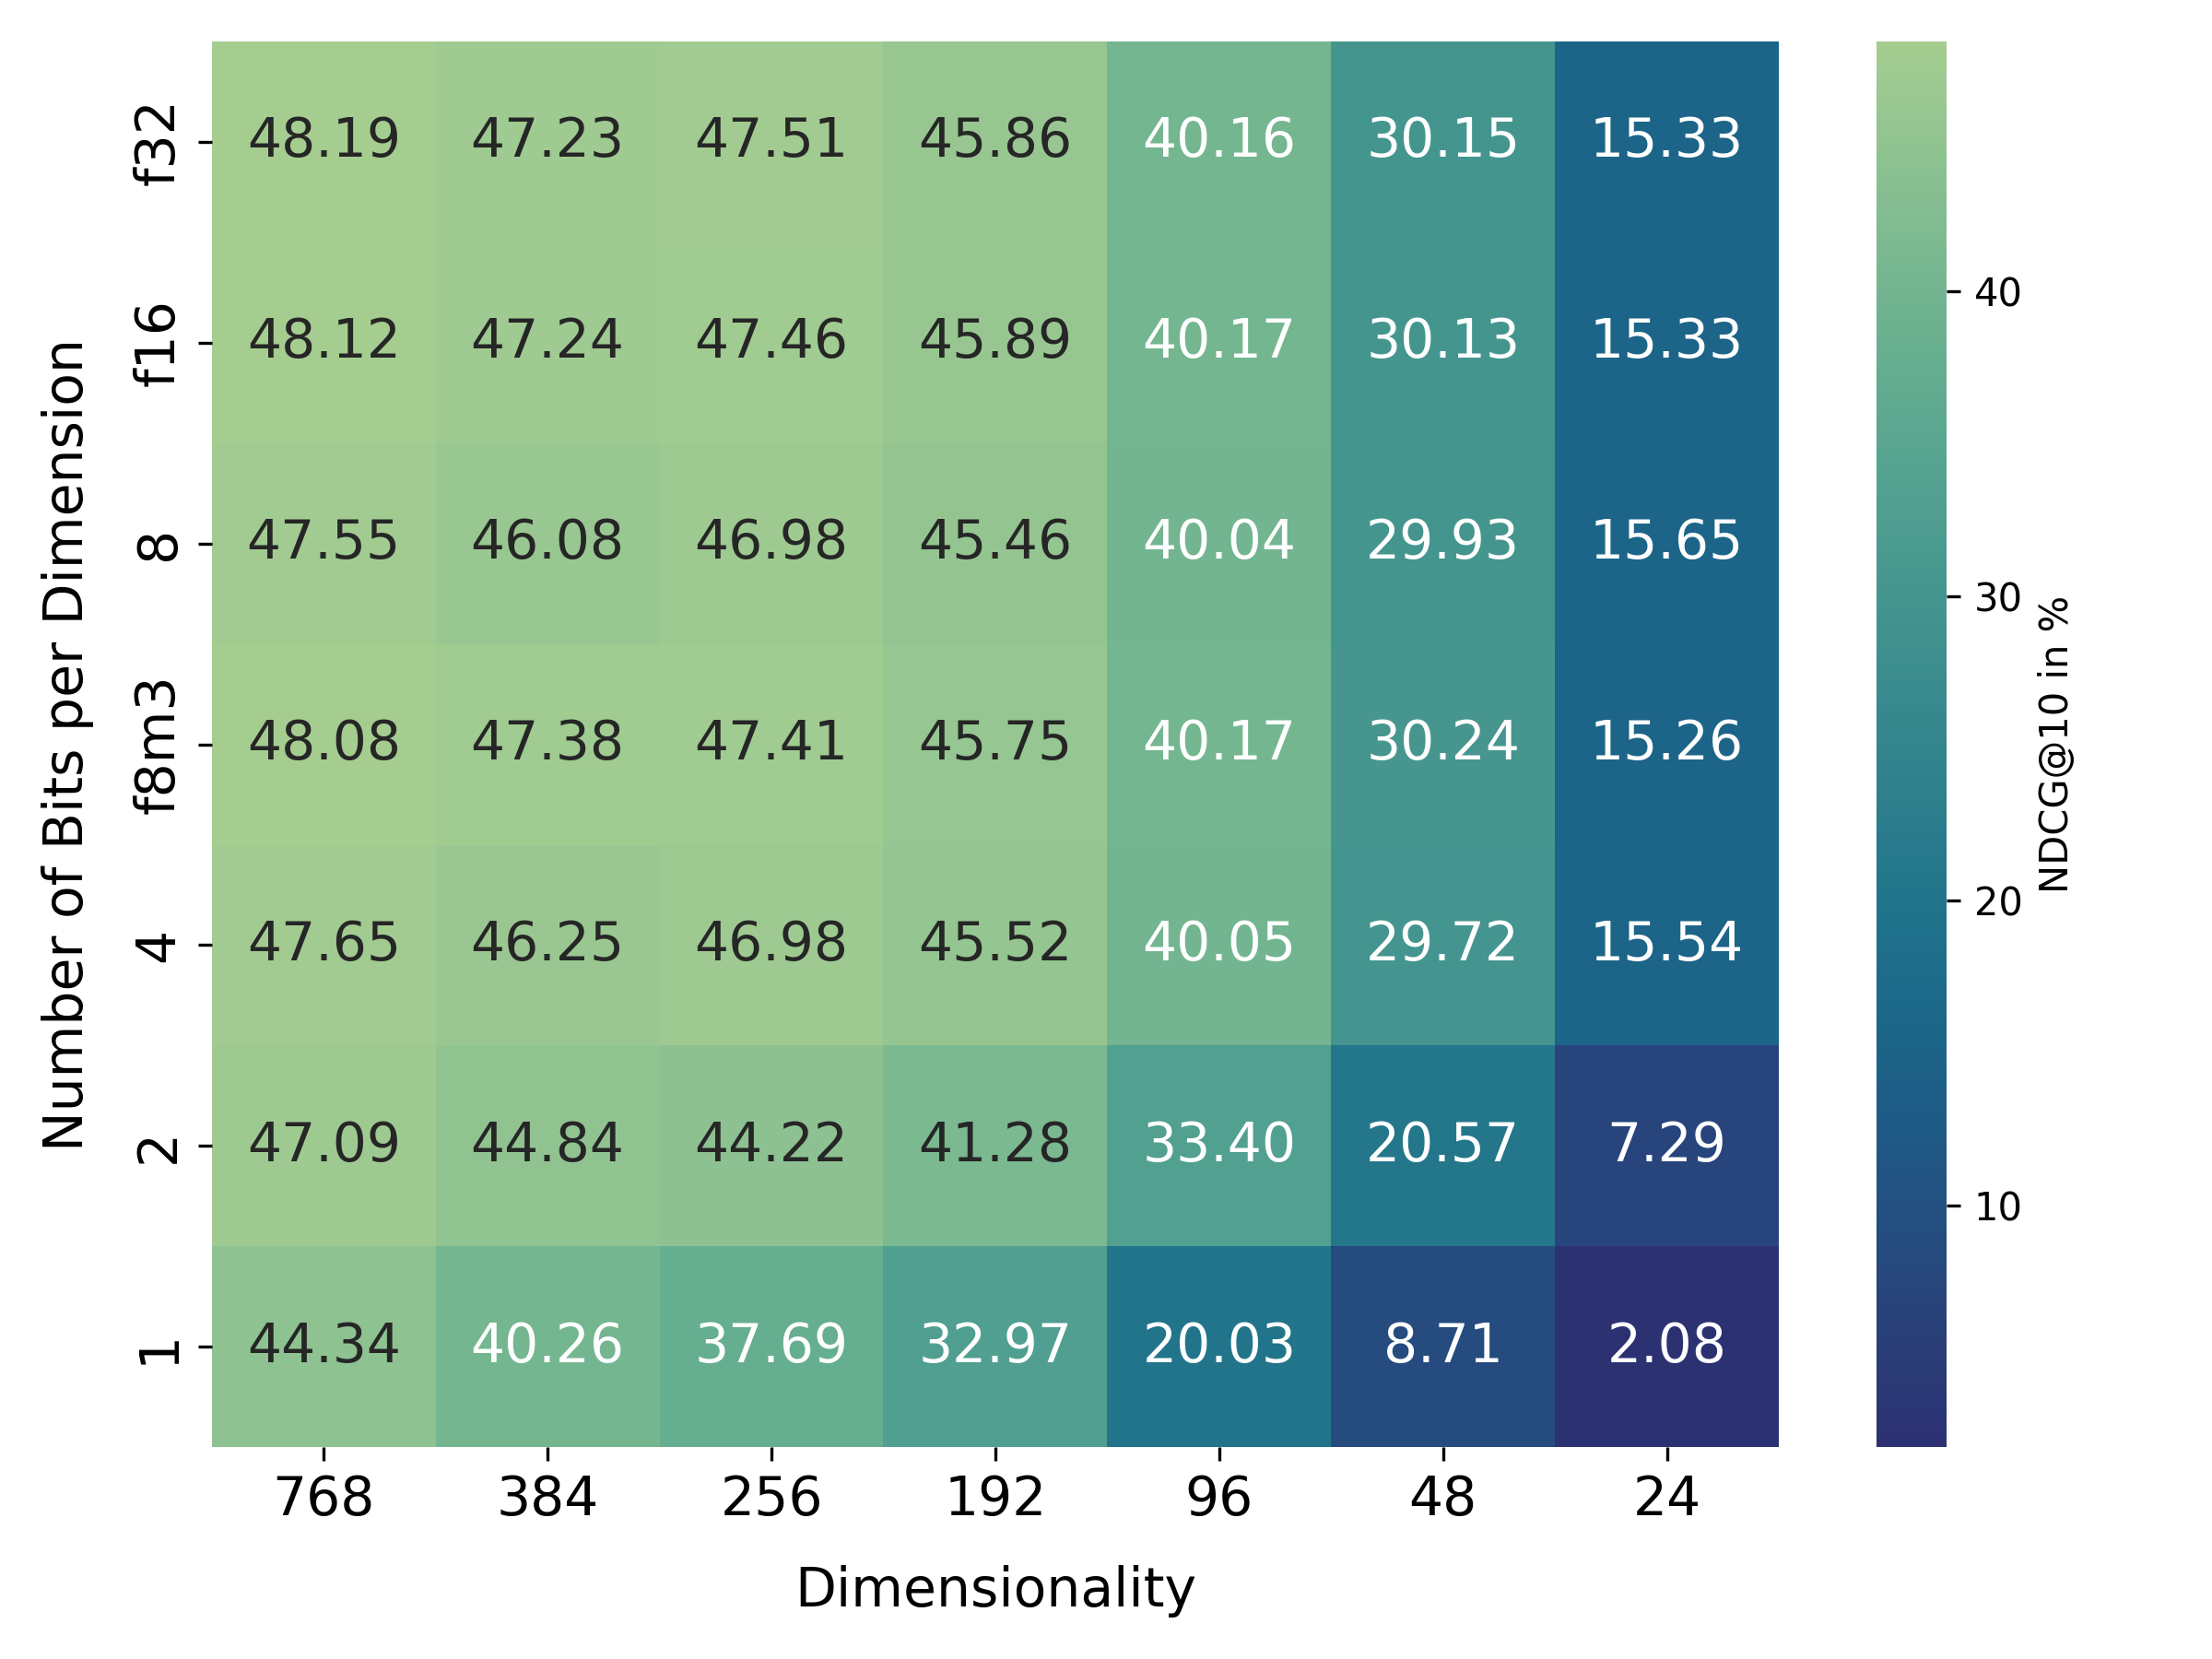 f32 48.19 47.23 47.51 45.86 40.16 30.15 15.33
f16 48.12 47.24 47.46 45.89 40.17 30.13 15.33
8 47.55 46.08 46.98 45.46 40.04 29.93 15.65
f8m3 48.08 47.38 47.41 45.75 40.17 30.24 15.26
4 47.65 46.25 46.98 45.52 40.05 29.72 15.54
2 47.09 44.84 44.22 41.28 33.40 20.57 7.29
1 44.34 40.26 37.69 32.97 20.03 8.71 2.08
768 384 256 192 96 48 24
Dimensionality
Number of Bits per Dimension
40
30
20
10
NDCG@10 in %